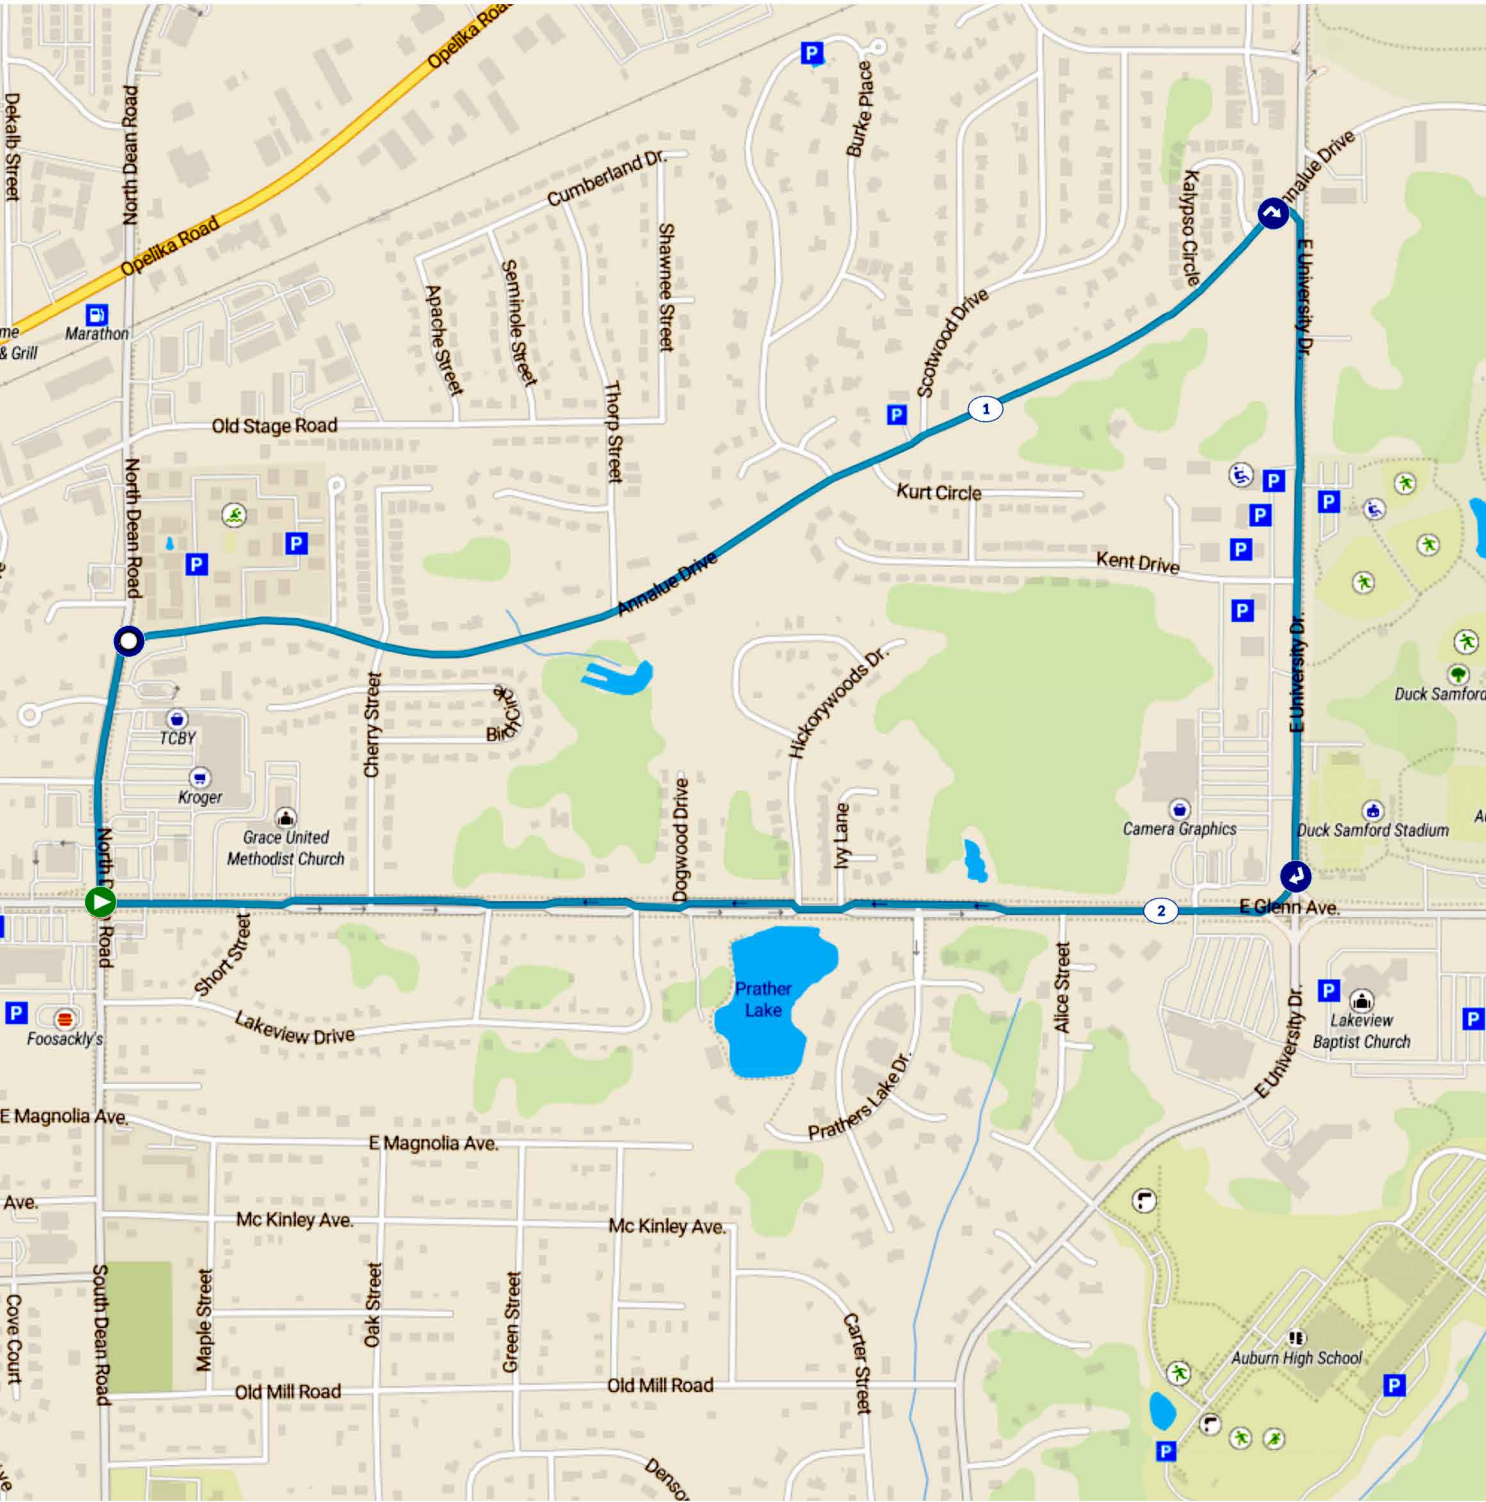 Opelika Road
Dekalb Street
North Dean Road
Burke Place
Cumberland Dr.
Annalue Drive
Kalypso Circle
Opelika Road
Shawnee Street
E University Dr.
Seminole Street
Apache Street
Scotwood Drive
Marathon
me
& Grill
Thorp Street
P
1
Old Stage Road
North Dean Road
Kurt Circle
Kent Drive
Annalue Drive
E University Dr.
Hickorywoods Dr.
Duck Samford
Cherry Street
Birch Circle
TCBY
Kroger
Grace United
Methodist Church
Dogwood Drive
Ivy Lane
Camera Graphics
Duck Samford Stadium
North D
Road
2
E Glenn Ave.
Short Street
Alice Street
Prather
Lake
Lakeview Drive
Foosackly's
Lakeview
Baptist Church
E University Dr.
Prathers Lake Dr.
E Magnolia Ave.
E Magnolia Ave.
Ave.
Mc Kinley Ave.
Mc Kinley Ave.
South Dean Road
Cove Court
Maple Street
Oak Street
Green Street
Carter Street
Auburn High School
Old Mill Road
Old Mill Road
Denso
P
P
P
P
P
P
P
P
P
P
P
P
P
P